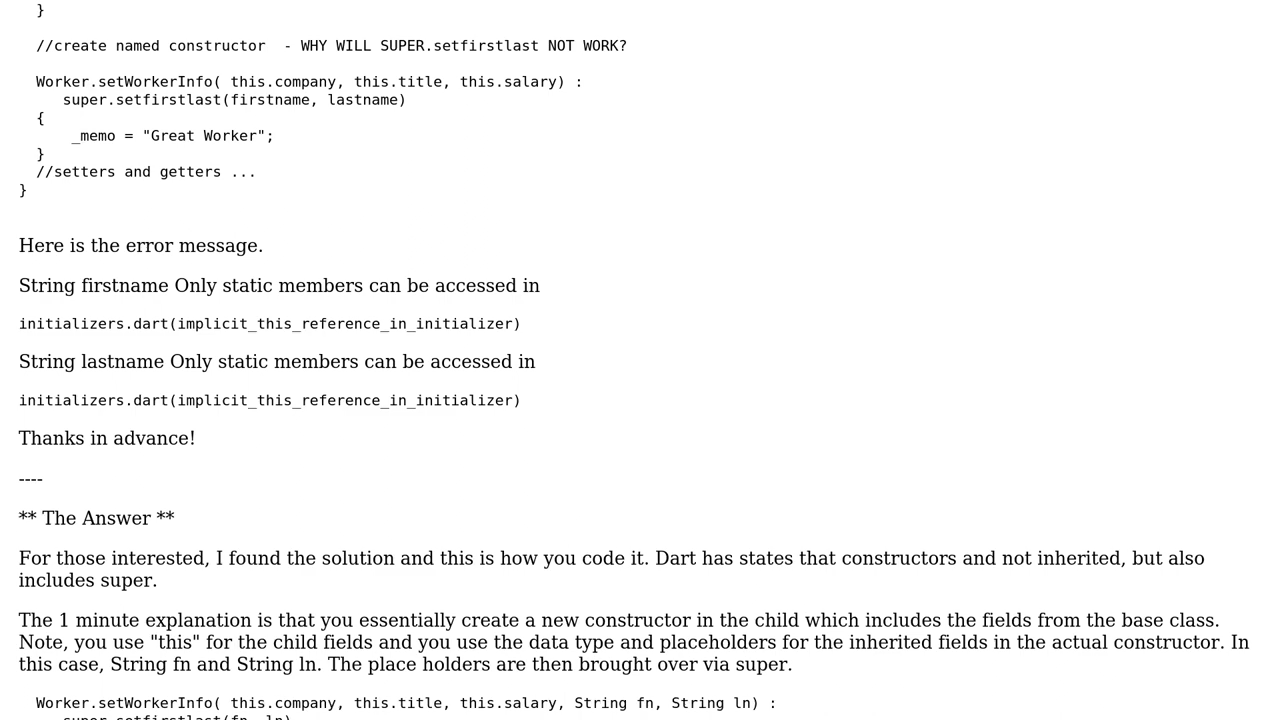 }
//create named constructor  - WHY WILL SUPER.setfirstlast NOT WORK?
Worker.setWorkerInfo( this.company, this.title, this.salary) :
super.setfirstlast(firstname, lastname)
{
_memo = "Great Worker";
}
//setters and getters ...
}
Here is the error message.
String firstname Only static members can be accessed in
initializers.dart(implicit_this_reference_in_initializer)
String lastname Only static members can be accessed in
initializers.dart(implicit_this_reference_in_initializer)
Thanks in advance!
----
** The Answer **
For those interested, I found the solution and this is how you code it. Dart has states that constructors and not inherited, but also
includes super.
The 1 minute explanation is that you essentially create a new constructor in the child which includes the fields from the base class.
Note, you use "this" for the child fields and you use the data type and placeholders for the inherited fields in the actual constructor. In
this case, String fn and String ln. The place holders are then brought over via super.
Worker.setWorkerInfo( this.company, this.title, this.salary, String fn, String ln) :
super.setfirstlast(fn, ln)